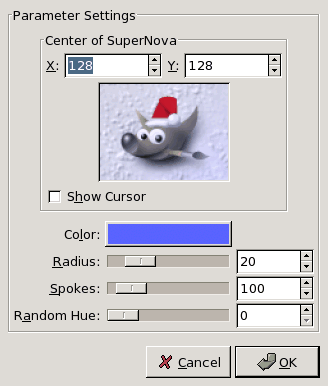 Parameter Settings
Center of SuperNova
X: 128 Y: 128
Show Cursor
Color:
Radius: 20
Spokes: 100
Random Hue: 0
Cancel OK